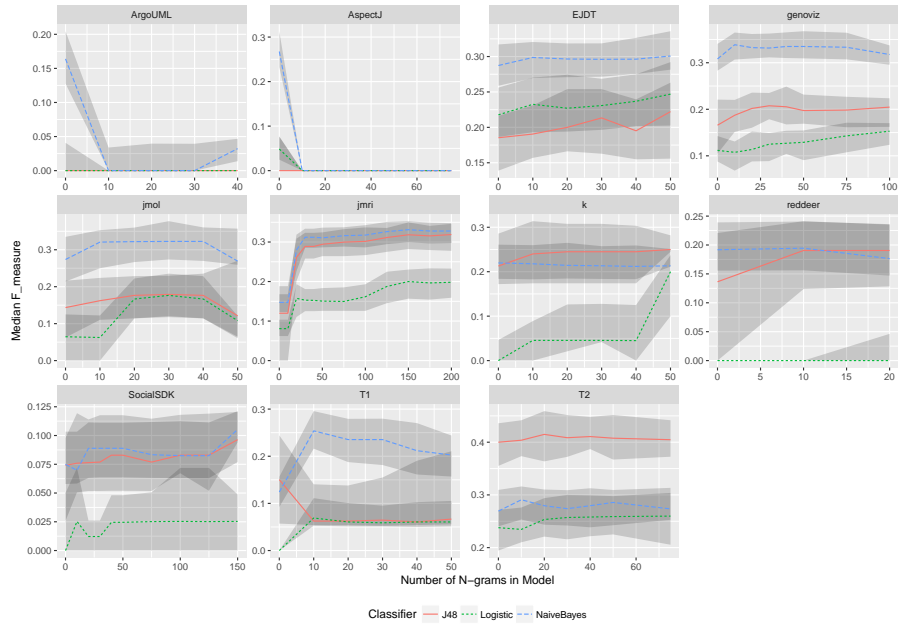 ArgoUML AspectJ EJDT genoviz
0.20 0.15 0.10 0.05 0.00
0 10 20 30 40
0.3 0.2 0.1 0.0
0 20 40 60
0.30 0.25 0.20 0.15
0 10 20 30 40 50
0.3 0.2 0.1
0 25 50 75 100
jmol jmri k reddeer
0.3 0.2 0.1 0.0
0 10 20 30 40 50
0.3 0.2 0.1 0.0
0 50 100 150 200
0.3 0.2 0.1 0.0
0 10 20 30 40 50
0.25 0.20 0.15 0.10 0.05 0.00
0 5 10 15 20
Median F_measure
SocialSDK T1 T2
0.125 0.100 0.075 0.050 0.025 0.000
0 50 100 150
0.3 0.2 0.1 0.0
0 10 20 30 40 50
0.5 0.4 0.3 0.2
0 20 40 60
Number of N-grams in Model
Classifier J48 Logistic NaiveBayes